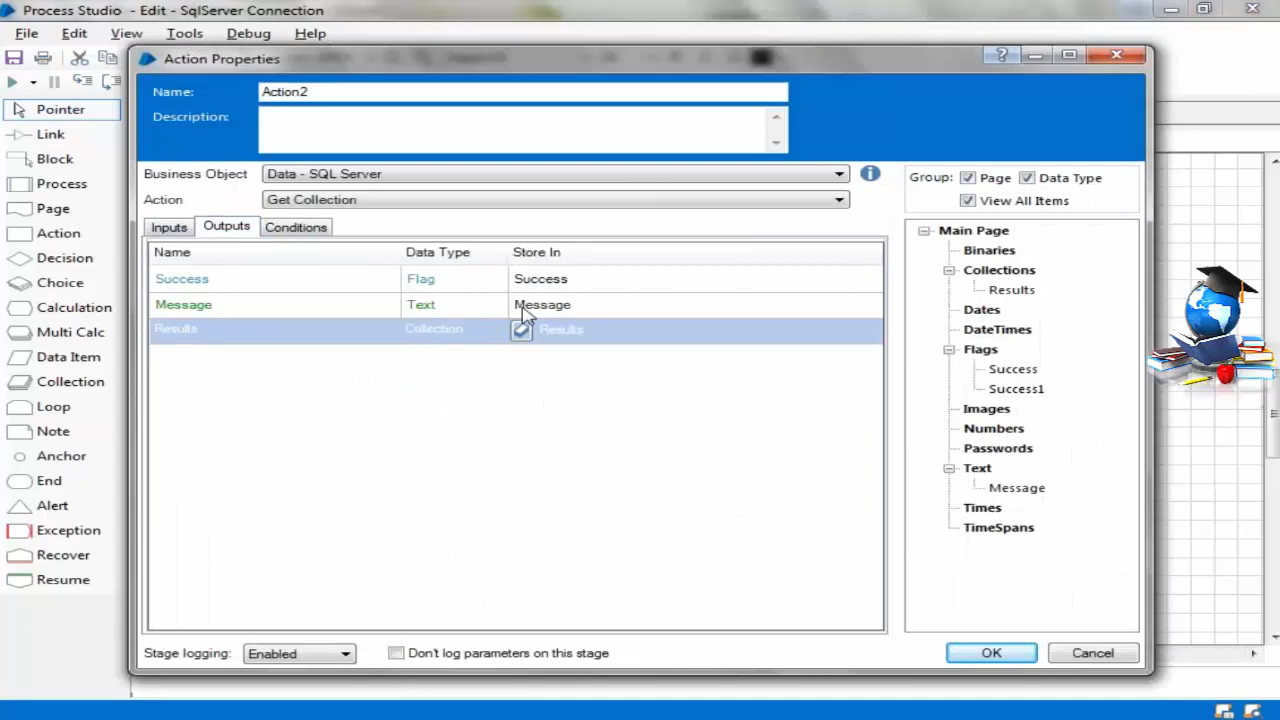 Process Studio - Edit - SqlServer Connection
File Edit View Tools Debug Help
Action Properties
?
Pointer
Link
Block
Process
Page
Action
Decision
Choice
Calculation
Multi Calc
Data Item
Collection
Loop
Note
Anchor
End
Alert
Exception
Recover
Resume
Name: Action2
Description:
Business Object Data - SQL Server
Action Get Collection
Inputs Outputs Conditions
Name Data Type Store In
Success Flag Success
Message Text Message
Results Collection Results
Stage logging: Enabled Don't log parameters on this stage
Group: Page Data Type
View All Items
Main Page
Binaries
Collections
Results
Dates
DateTimes
Flags
Success
Success1
Images
Numbers
Passwords
Text
Message
Times
TimeSpans
OK Cancel